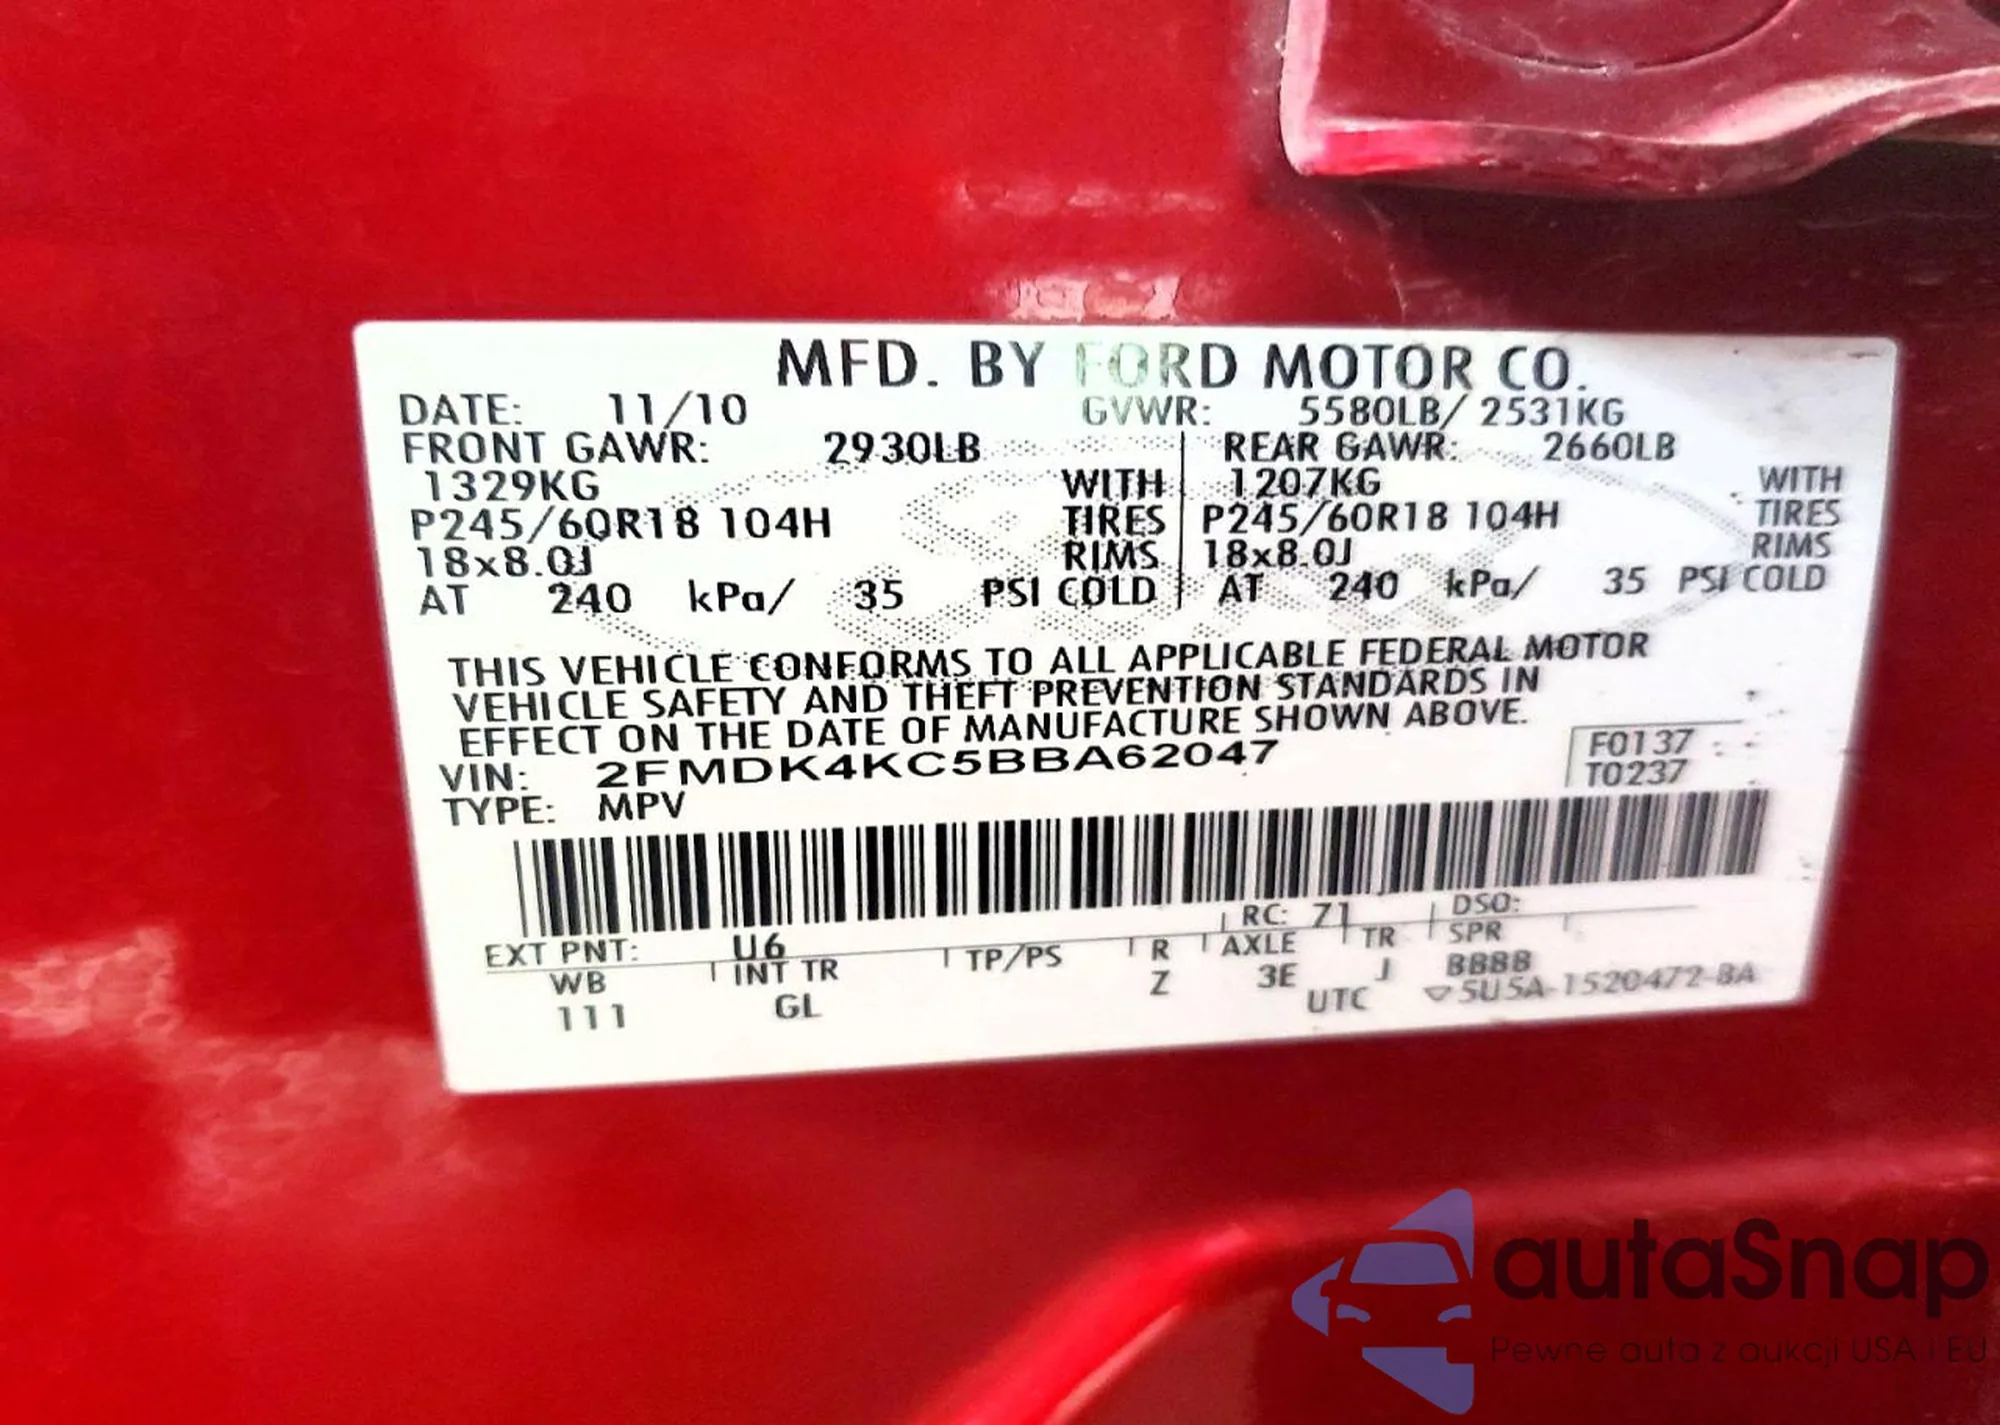 MFD. BY FORD MOTOR CO.
DATE: 11/10 GVWR: 5580LB/ 2531KG
FRONT GAWR: 2930LB REAR GAWR: 2660LB
1329KG WITH 1207KG WITH
P245/60R18 104H TIRES P245/60R18 104H TIRES
18x8.0J RIMS 18x8.0J RIMS
AT 240 kPa/ 35 PSI COLD AT 240 kPa/ 35 PSI COLD
THIS VEHICLE CONFORMS TO ALL APPLICABLE FEDERAL MOTOR
VEHICLE SAFETY AND THEFT PREVENTION STANDARDS IN
EFFECT ON THE DATE OF MANUFACTURE SHOWN ABOVE.
VIN: 2FMDK4KC5BBA62047 F0137
TYPE: MPV T0237
EXT PNT: U6 RC: 71 DSO:
WB INT TR TP/PS R AXLE TR SPR
111 GL Z 3E J BBBB
UTC 5U5A-1520472-BA
autaSnap
Pewne auta z aukcji USA i EU